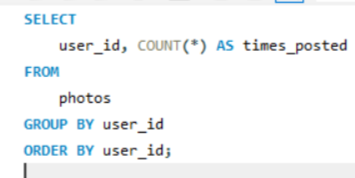 SELECT
user_id, COUNT(*) AS times_posted
FROM
photos
GROUP BY user_id
ORDER BY user_id;